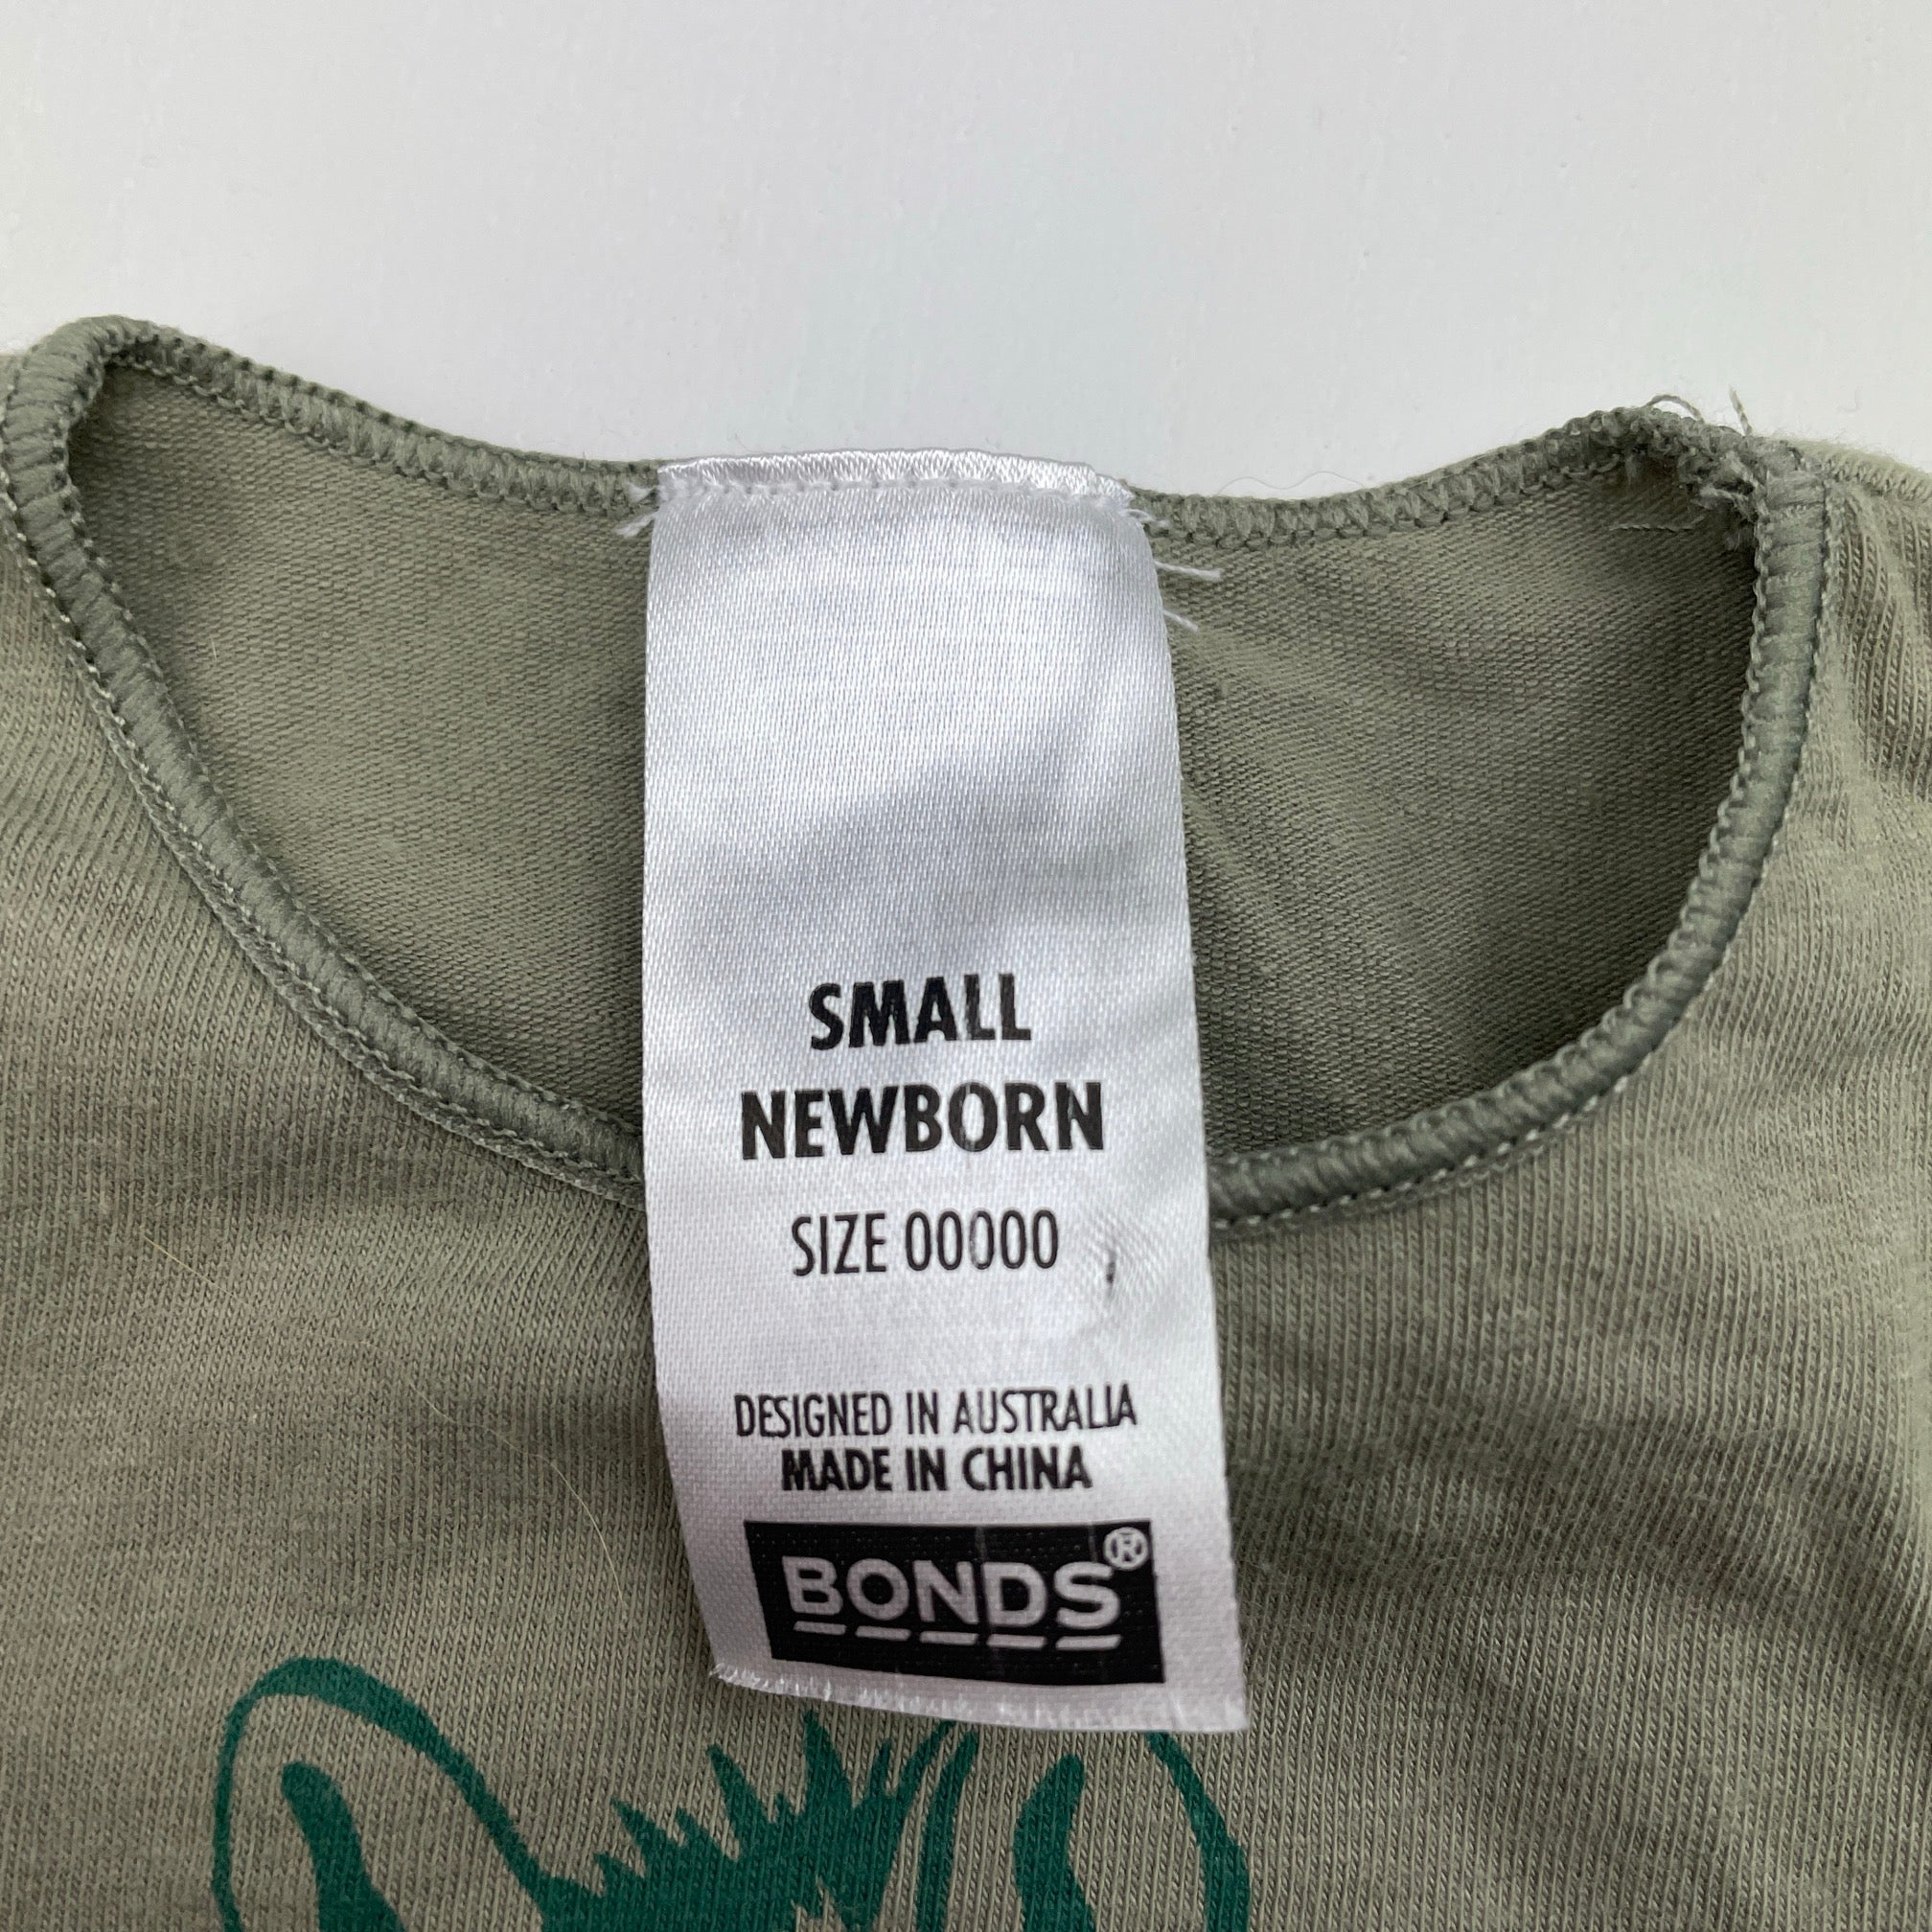 SMALL
NEWBORN
SIZE 00000
DESIGNED IN AUSTRALIA
MADE IN CHINA
BONDS®